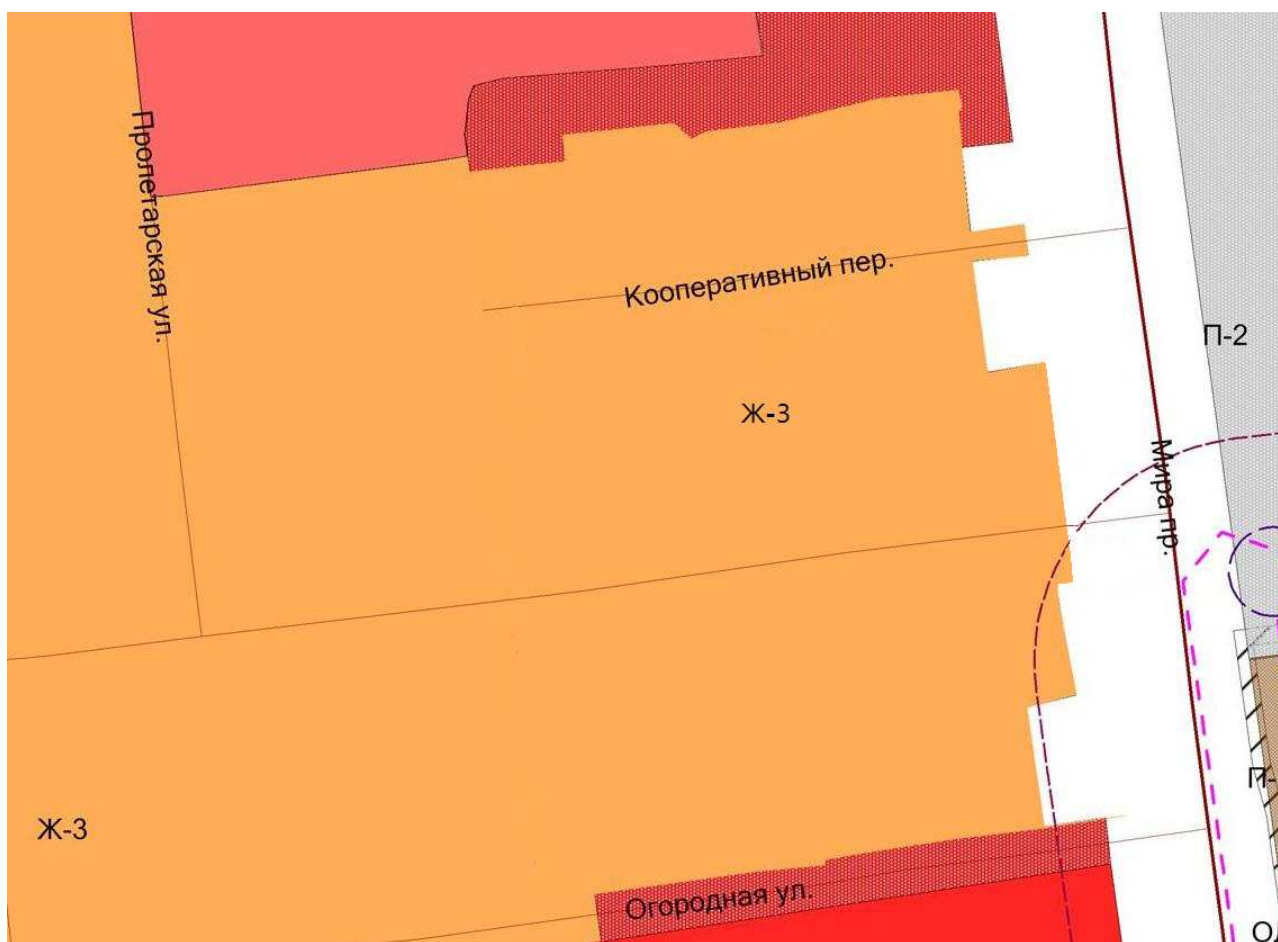 Пролетарская ул.
Кооперативный пер.
П-2
Ж-3
Мира пр.
П-
Ж-3
Огородная ул.